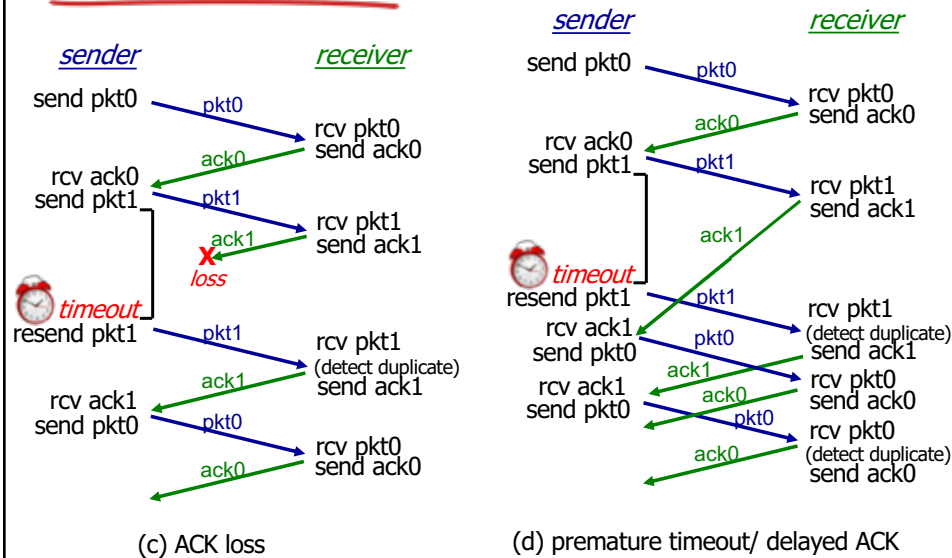 sender
receiver
send pkt0
pkt0
rcv pkt0
send ack0
ack0
rcv ack0
send pkt1
pkt1
rcv pkt1
send ack1
ack1
X
loss
timeout
resend pkt1
pkt1
rcv pkt1
(detect duplicate)
send ack1
ack1
rcv ack1
send pkt0
pkt0
rcv pkt0
send ack0
ack0
(c) ACK loss
sender
receiver
send pkt0
pkt0
rcv pkt0
send ack0
ack0
rcv ack0
send pkt1
pkt1
rcv pkt1
send ack1
ack1
timeout
resend pkt1
pkt1
rcv pkt1
(detect duplicate)
send ack1
rcv ack1
send pkt0
pkt0
ack1
rcv pkt0
send ack0
rcv ack1
send pkt0
ack0
pkt0
rcv pkt0
(detect duplicate)
send ack0
ack0
(d) premature timeout/ delayed ACK